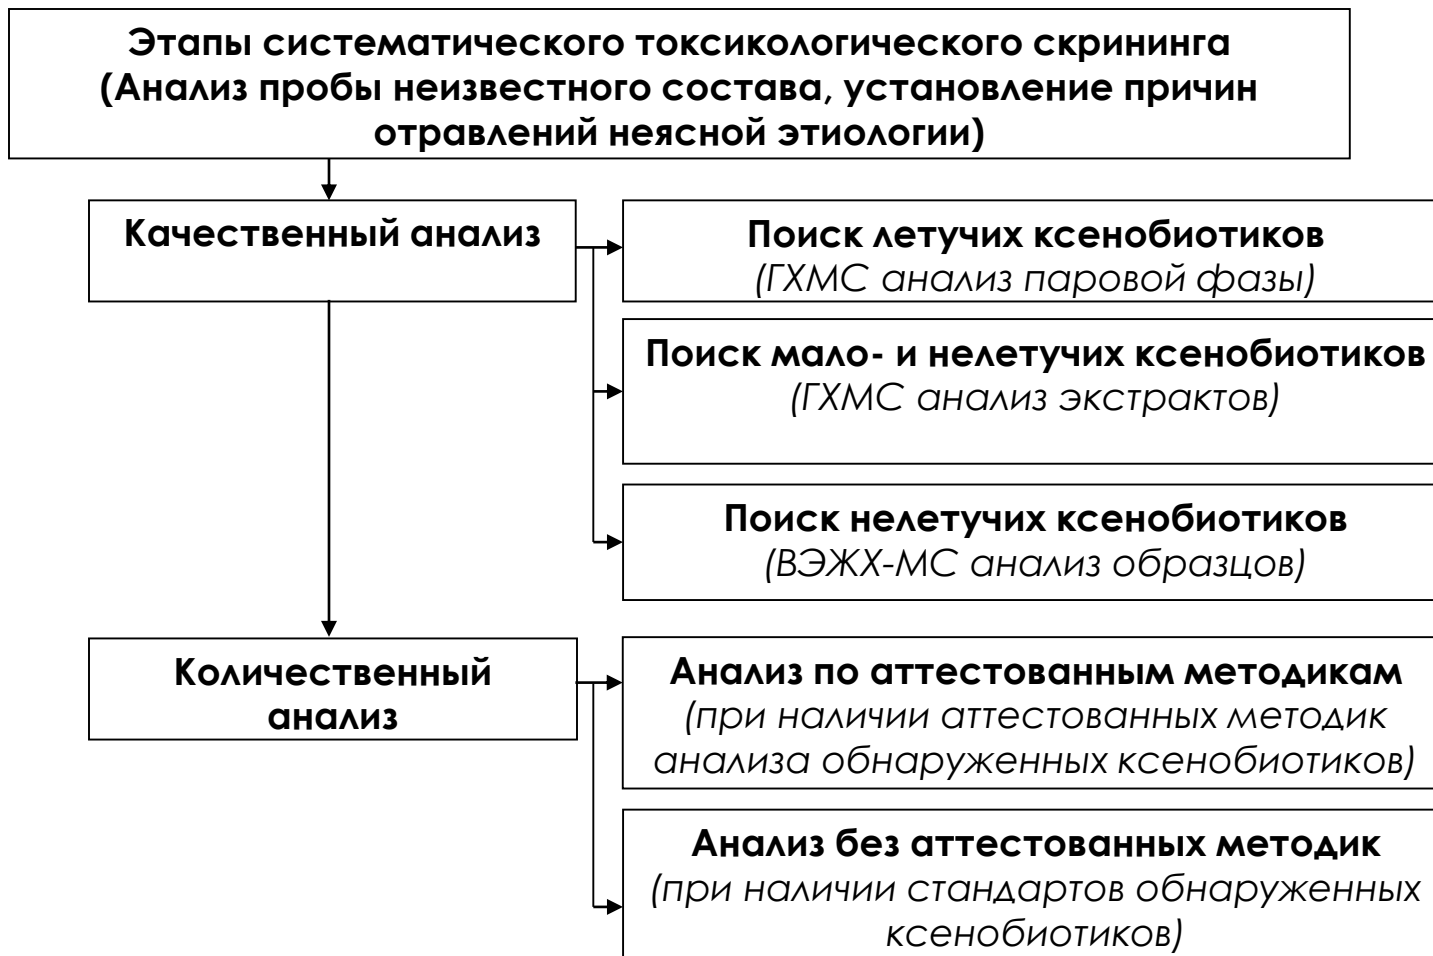 Этапы систематического токсикологического скрининга
(Анализ пробы неизвестного состава, установление причин
отравлений неясной этиологии)
Качественный анализ
Поиск летучих ксенобиотиков
(ГХМС анализ паровой фазы)
Поиск мало- и нелетучих ксенобиотиков
(ГХМС анализ экстрактов)
Поиск нелетучих ксенобиотиков
(ВЭЖХ-МС анализ образцов)
Количественный
анализ
Анализ по аттестованным методикам
(при наличии аттестованных методик
анализа обнаруженных ксенобиотиков)
Анализ без аттестованных методик
(при наличии стандартов обнаруженных
ксенобиотиков)